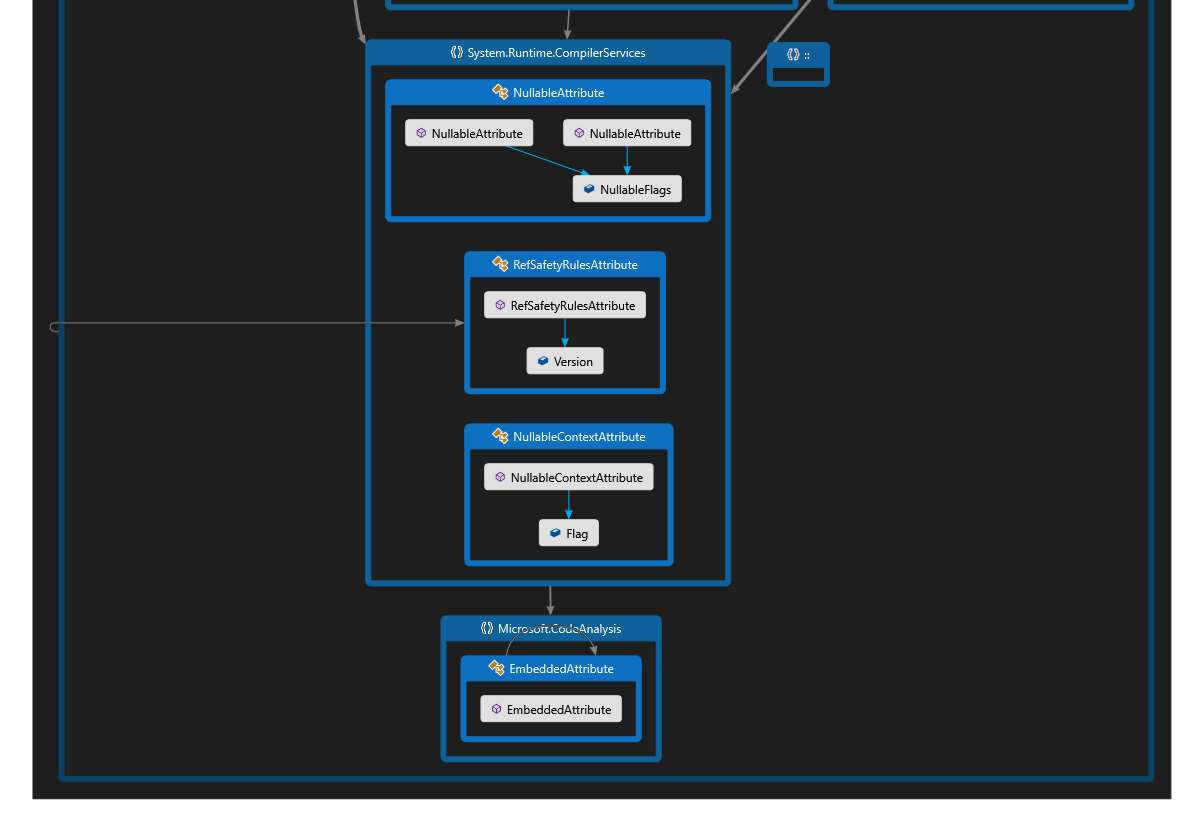 System.Runtime.CompilerServices
::
NullableAttribute
NullableAttribute
NullableAttribute
NullableFlags
RefSafetyRulesAttribute
RefSafetyRulesAttribute
Version
NullableContextAttribute
NullableContextAttribute
Flag
Microsoft.CodeAnalysis
EmbeddedAttribute
EmbeddedAttribute